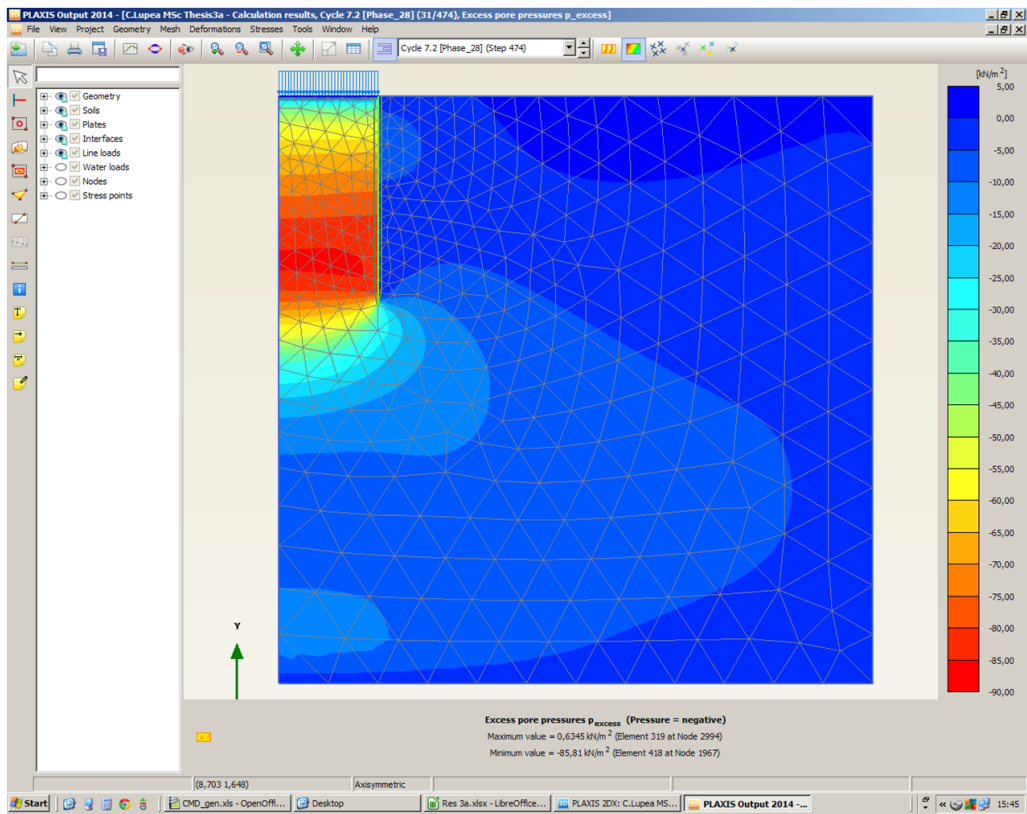 PLAXIS Output 2014 - [C.Lupea MSc Thesis3a - Calculation results, Cycle 7.2 [Phase_28] (31/474), Excess pore pressures p_excess]
File View Project Geometry Mesh Deformations Stresses Tools Window Help
Cycle 7.2 [Phase_28] (Step 474)
Geometry
Soils
Plates
Interfaces
Line loads
Water loads
Nodes
Stress points
[kN/m 2]
5,00
0,00
-5,00
-10,00
-15,00
-20,00
-25,00
-30,00
-35,00
-40,00
-45,00
-50,00
-55,00
-60,00
-65,00
-70,00
-75,00
-80,00
-85,00
-90,00
Y
Excess pore pressures pexcess (Pressure = negative)
Maximum value = 0,6345 kN/m 2 (Element 319 at Node 2994)
Minimum value = -85,81 kN/m 2 (Element 418 at Node 1967)
(8,703 1,648)
Axisymmetric
Start
CMD_gen.xls - OpenOffi...
Desktop
Res 3a.xlsx - LibreOffice...
PLAXIS 2DX: C.Lupea MS...
PLAXIS Output 2014 -...
15:45